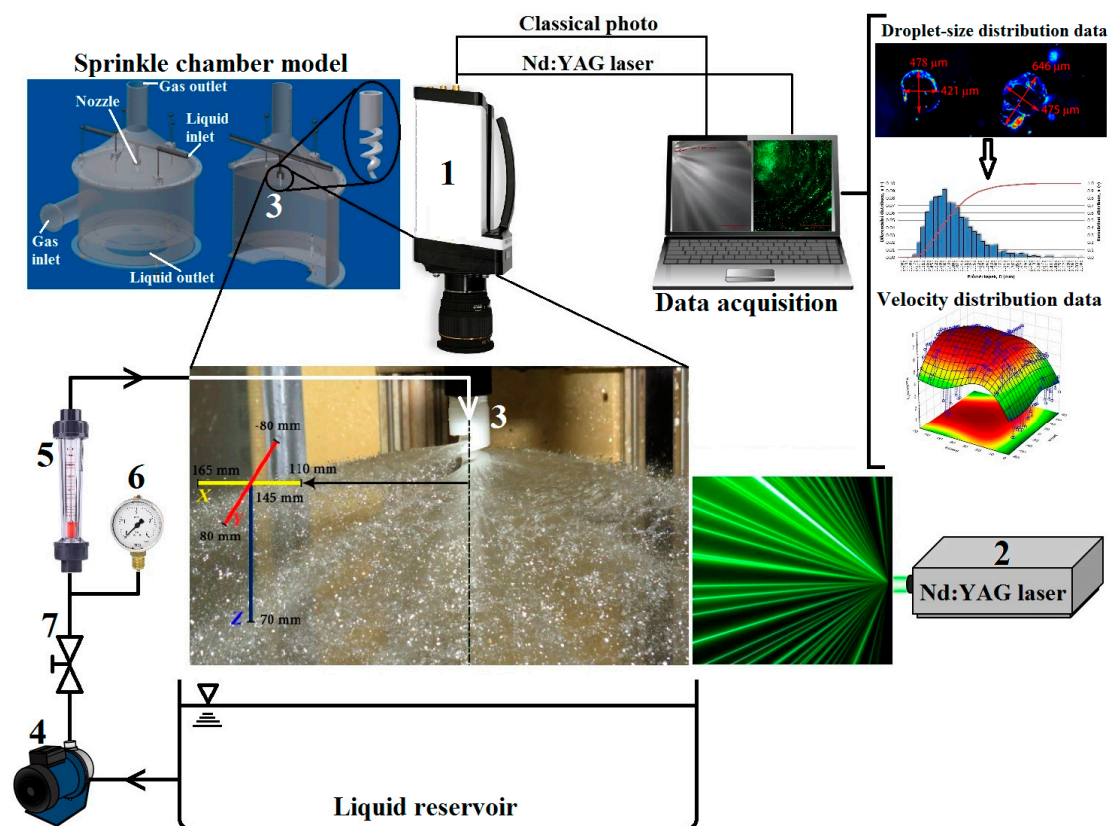 Classical photo
Nd:YAG laser
Sprinkle chamber model
Gas outlet
Nozzle
Liquid
inlet
3
Gas
inlet
Liquid outlet
1
Data acquisition
Droplet-size distribution data
478 µm
421 µm
646 µm
475 µm
Velocity distribution data
5
6
7
4
3
-80 mm
165 mm
110 mm
X
145 mm
80 mm
Z
70 mm
2
Nd:YAG laser
Liquid reservoir